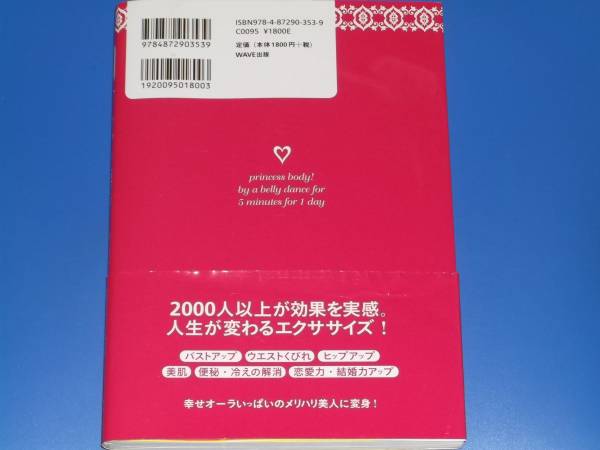 ISBN978-4-87290-353-9
C0095 ¥1800E
定価（本体1800円＋税）
WAVE出版
9784872903539
1920095018003
princess body!
by a belly dance for
5 minutes for 1 day
2000人以上が効果を実感。
人生が変わるエクササイズ！
バストアップ ウエストくびれ ヒップアップ
美肌 便秘・冷えの解消 恋愛力・結婚力アップ
幸せオーラいっぱいのメリハリ美人に変身！